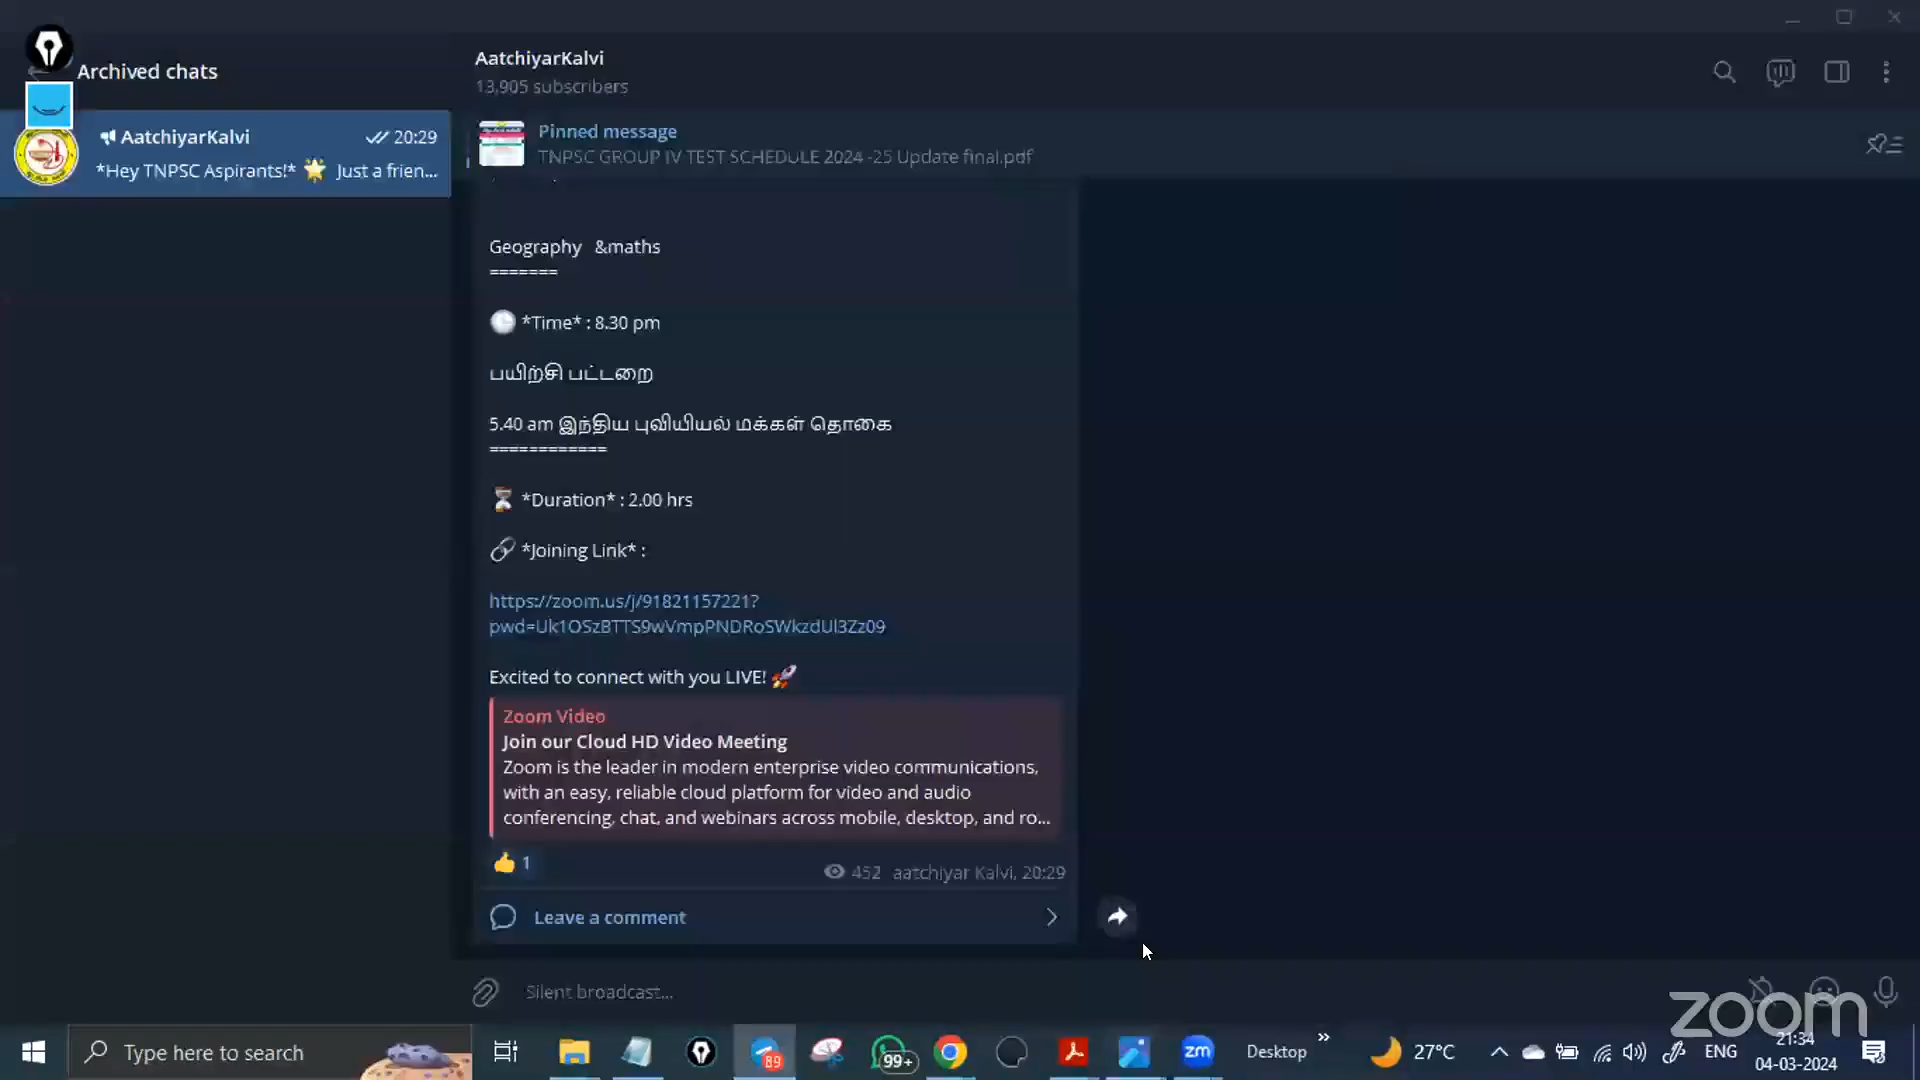 Archived chats
AatchiyarKalvi
20:29
*Hey TNPSC Aspirants!* 🌟 Just a frien...
AatchiyarKalvi
13,905 subscribers
Pinned message
TNPSC GROUP IV TEST SCHEDULE 2024 -25 Update final.pdf
Geography &maths
=======
🕒 *Time* : 8.30 pm
பயிற்சி பட்டறை
5.40 am இந்திய புவியியல் மக்கள் தொகை
============
⏳ *Duration* : 2.00 hrs
🔗 *Joining Link* :
https://zoom.us/j/91821157221?
pwd=Uk1OSzBTTS9wVmpPNDRoSWkzdUl3Zz09
Excited to connect with you LIVE! 🚀
Zoom Video
Join our Cloud HD Video Meeting
Zoom is the leader in modern enterprise video communications,
with an easy, reliable cloud platform for video and audio
conferencing, chat, and webinars across mobile, desktop, and ro...
👍 1
452 aatchiyar Kalvi, 20:29
Leave a comment
Silent broadcast...
zoom
Type here to search
89
99+
zm
Desktop
27°C
ENG
21:34
04-03-2024